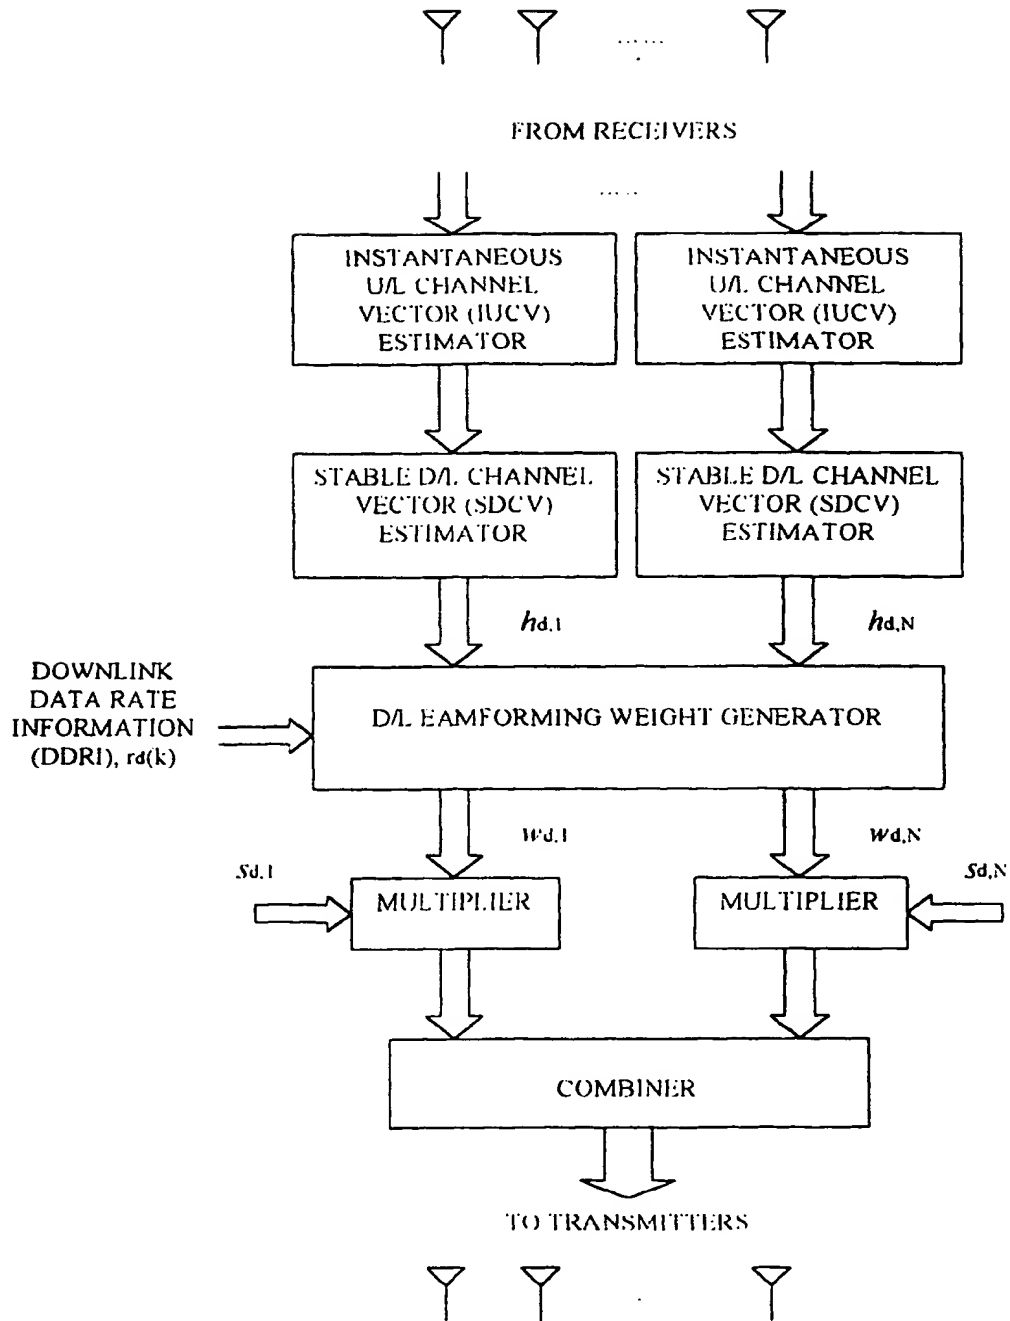 FROM RECEIVERS
INSTANTANEOUS
U/L CHANNEL
VECTOR (IUCV)
ESTIMATOR
INSTANTANEOUS
U/L CHANNEL
VECTOR (IUCV)
ESTIMATOR
STABLE D/L CHANNEL
VECTOR (SDCV)
ESTIMATOR
STABLE D/L CHANNEL
VECTOR (SDCV)
ESTIMATOR
hd,1
hd,N
DOWNLINK
DATA RATE
INFORMATION
(DDRI), rd(k)
D/L EAMFORMING WEIGHT GENERATOR
wd,1
wd,N
sd,1
sd,N
MULTIPLIER
MULTIPLIER
COMBINER
TO TRANSMITTERS